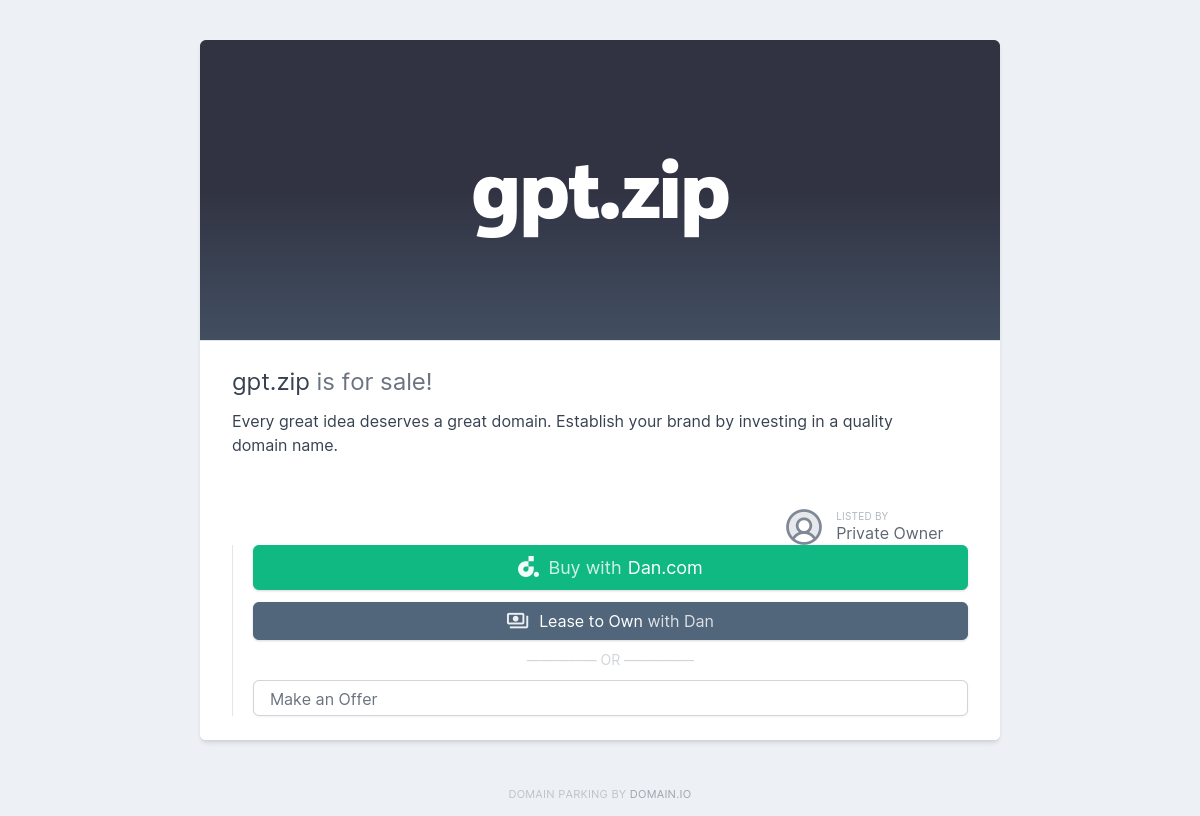 gpt.zip
gpt.zip is for sale!
Every great idea deserves a great domain. Establish your brand by investing in a quality
domain name.
LISTED BY
Private Owner
Buy with Dan.com
Lease to Own with Dan
OR
Make an Offer
DOMAIN PARKING BY DOMAIN.IO